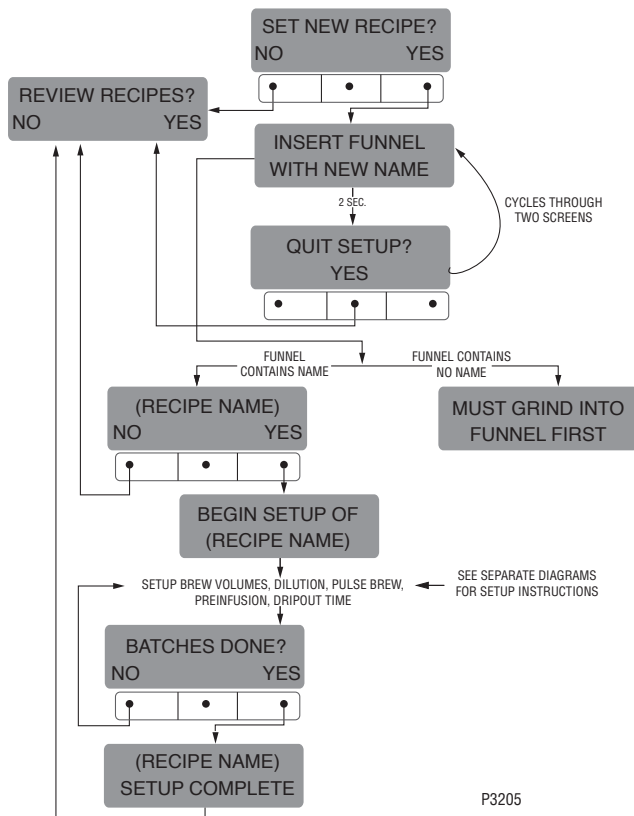 SET NEW RECIPE?
NO YES
REVIEW RECIPES?
NO YES
INSERT FUNNEL
WITH NEW NAME
2 SEC.
CYCLES THROUGH
TWO SCREENS
QUIT SETUP?
YES
FUNNEL
CONTAINS NAME
FUNNEL CONTAINS
NO NAME
(RECIPE NAME)
NO YES
MUST GRIND INTO
FUNNEL FIRST
BEGIN SETUP OF
(RECIPE NAME)
SETUP BREW VOLUMES, DILUTION, PULSE BREW,
PREINFUSION, DRIPOUT TIME
SEE SEPARATE DIAGRAMS
FOR SETUP INSTRUCTIONS
BATCHES DONE?
NO YES
(RECIPE NAME)
SETUP COMPLETE
P3205